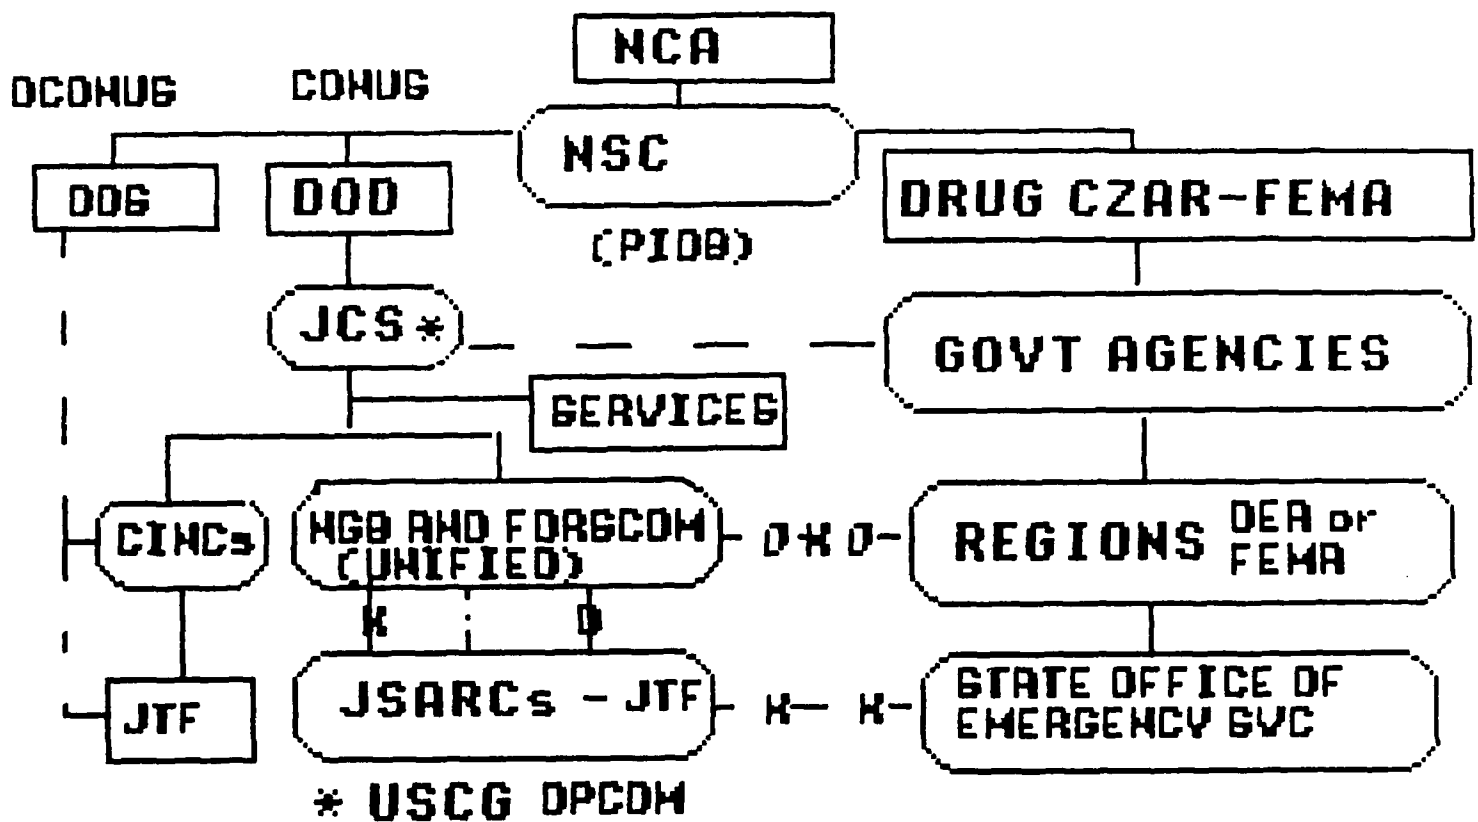 NCA
OCONUS
CONUS
NSC
DOS
DOD
DRUG CZAR-FEMA
(PIDB)
JCS *
GOVT AGENCIES
SERVICES
CINCs
NGB AND FORSCOM
(UNIFIED)
REGIONS
DEA or
FEMA
JTF
JSARCs - JTF
STATE OFFICE OF
EMERGENCY SVC
* USCG OPCOM